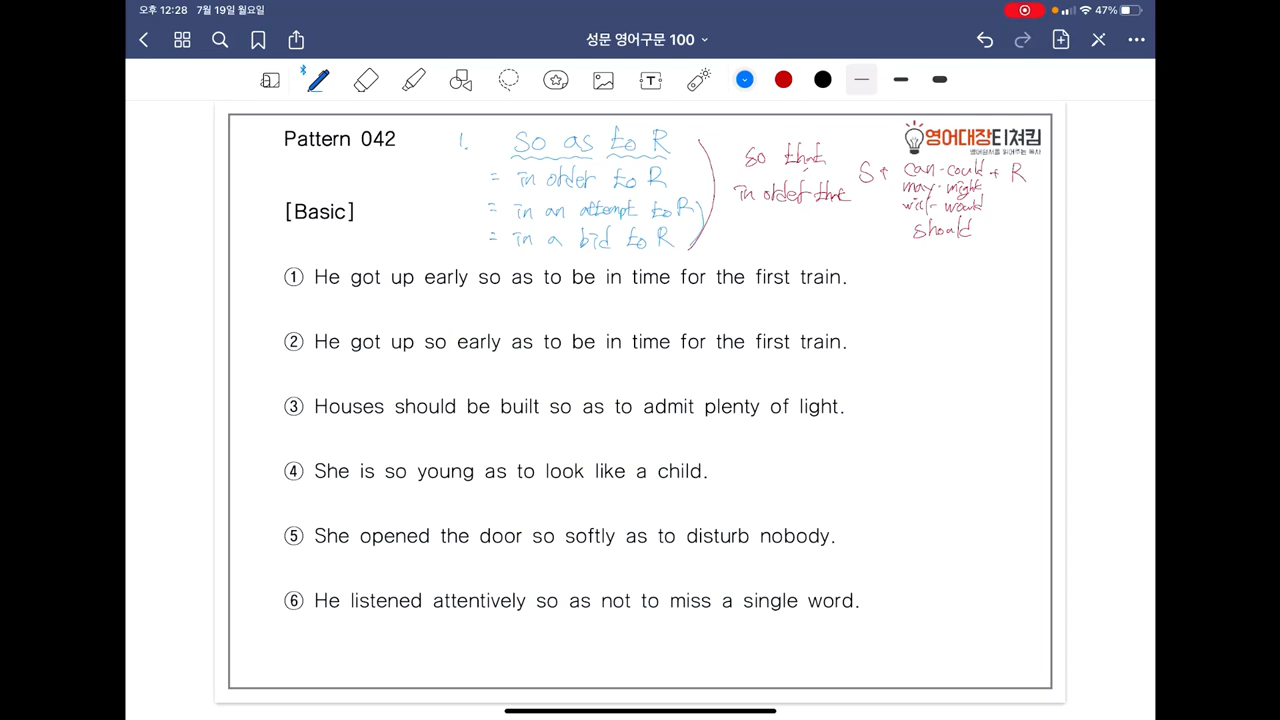 오후 12:28 7월 19일 월요일
47%
성문 영어구문 100
Pattern 042
1. so as to R
= in order to R
= in an attempt to R
= in a bid to R
so that
in order that
S + can-could + R
may-might
will-would
should
영어대장티쳐킴
[Basic]
① He got up early so as to be in time for the first train.
② He got up so early as to be in time for the first train.
③ Houses should be built so as to admit plenty of light.
④ She is so young as to look like a child.
⑤ She opened the door so softly as to disturb nobody.
⑥ He listened attentively so as not to miss a single word.